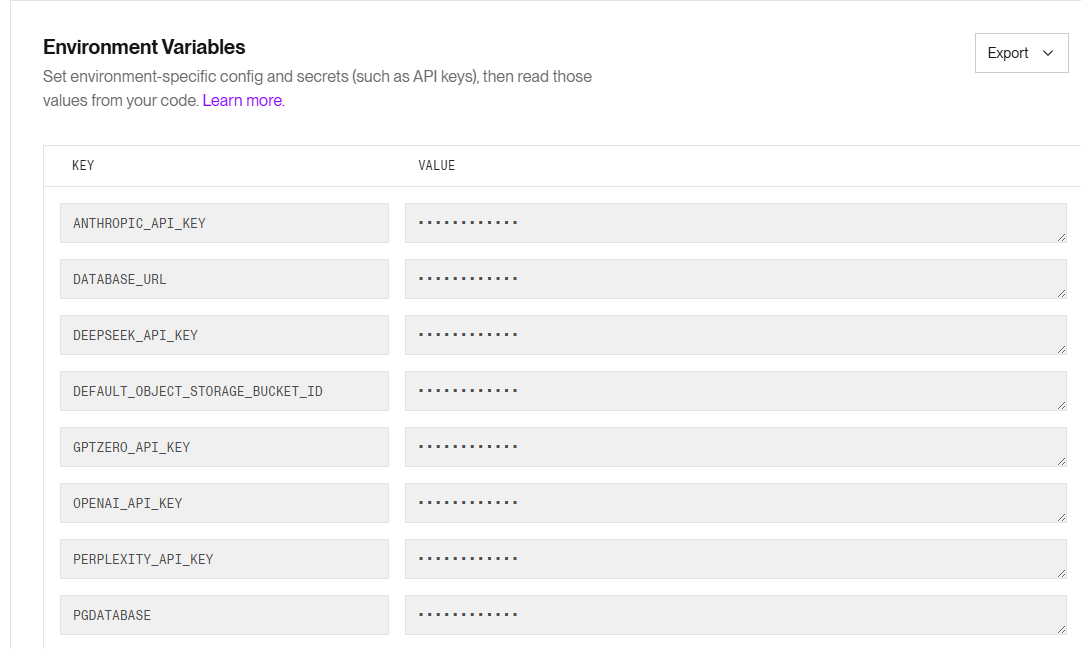 Environment Variables
Export
Set environment-specific config and secrets (such as API keys), then read those
values from your code. Learn more.
KEY VALUE
ANTHROPIC_API_KEY ••••••••••••
DATABASE_URL ••••••••••••
DEEPSEEK_API_KEY ••••••••••••
DEFAULT_OBJECT_STORAGE_BUCKET_ID ••••••••••••
GPTZERO_API_KEY ••••••••••••
OPENAI_API_KEY ••••••••••••
PERPLEXITY_API_KEY ••••••••••••
PGDATABASE ••••••••••••